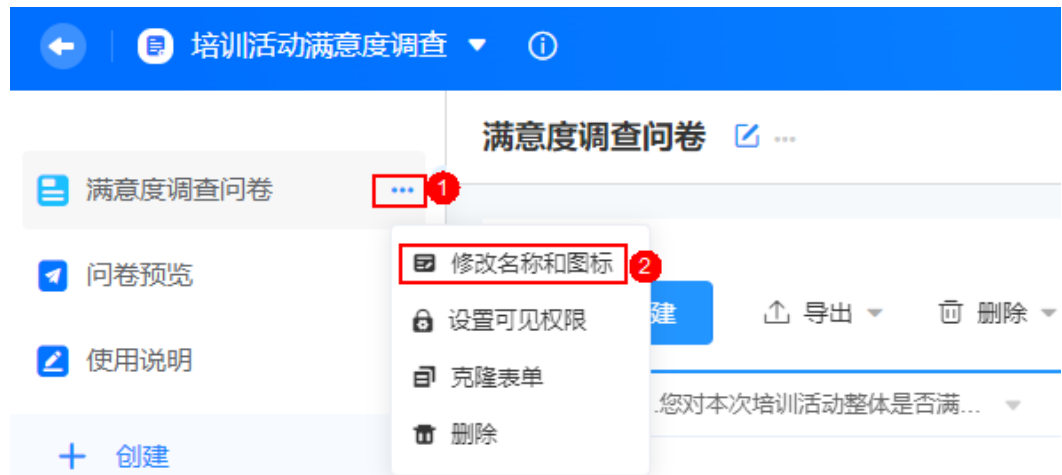 培训活动满意度调查
满意度调查问卷
满意度调查问卷 ... 1
修改名称和图标 2
问卷预览
设置可见权限
建 导出 删除
使用说明
克隆表单
.您对本次培训活动整体是否满...
删除
创建